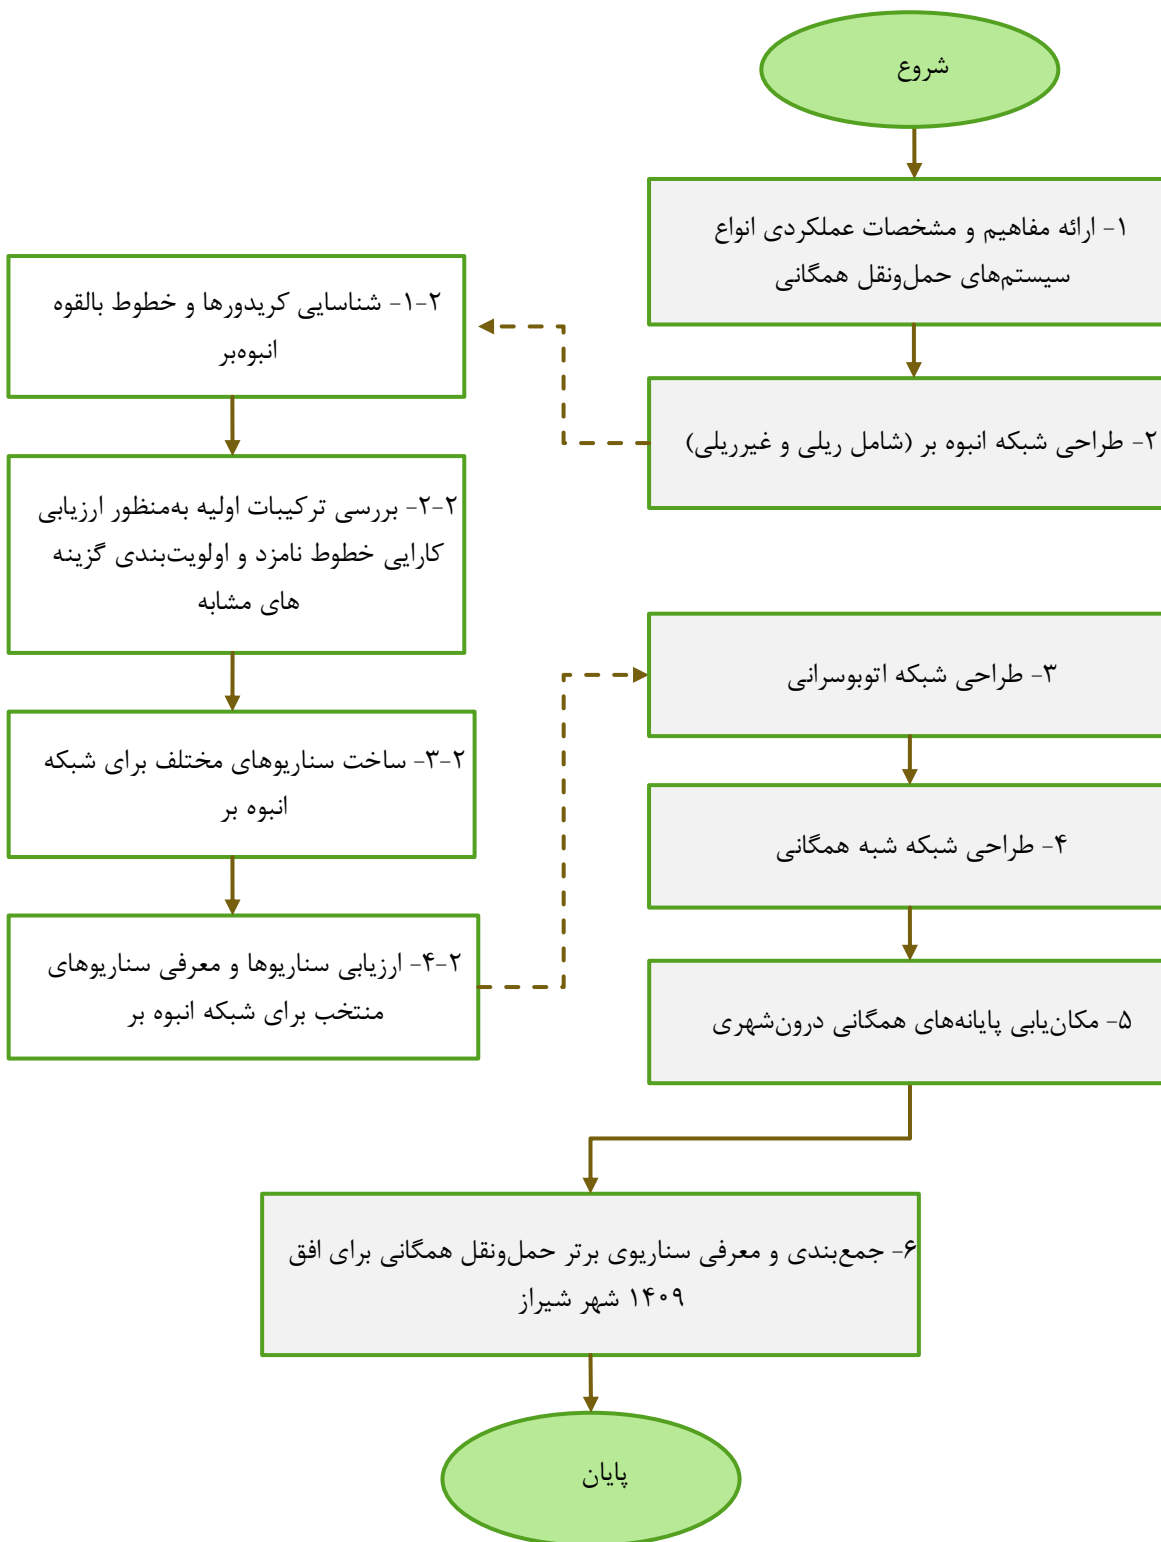 شروع
۱- ارائه مفاهیم و مشخصات عملکردی انواع
سیستم‌های حمل‌ونقل همگانی
۲- طراحی شبکه انبوه بر (شامل ریلی و غیرریلی)
۲-۱- شناسایی کریدورها و خطوط بالقوه
انبوه‌بر
۲-۲- بررسی ترکیبات اولیه به‌منظور ارزیابی
کارایی خطوط نامزد و اولویت‌بندی گزینه
های مشابه
۲-۳- ساخت سناریوهای مختلف برای شبکه
انبوه بر
۲-۴- ارزیابی سناریوها و معرفی سناریوهای
منتخب برای شبکه انبوه بر
۳- طراحی شبکه اتوبوسرانی
۴- طراحی شبکه شبه همگانی
۵- مکان‌یابی پایانه‌های همگانی درون‌شهری
۶- جمع‌بندی و معرفی سناریوی برتر حمل‌ونقل همگانی برای افق
۱۴۰۹ شهر شیراز
پایان